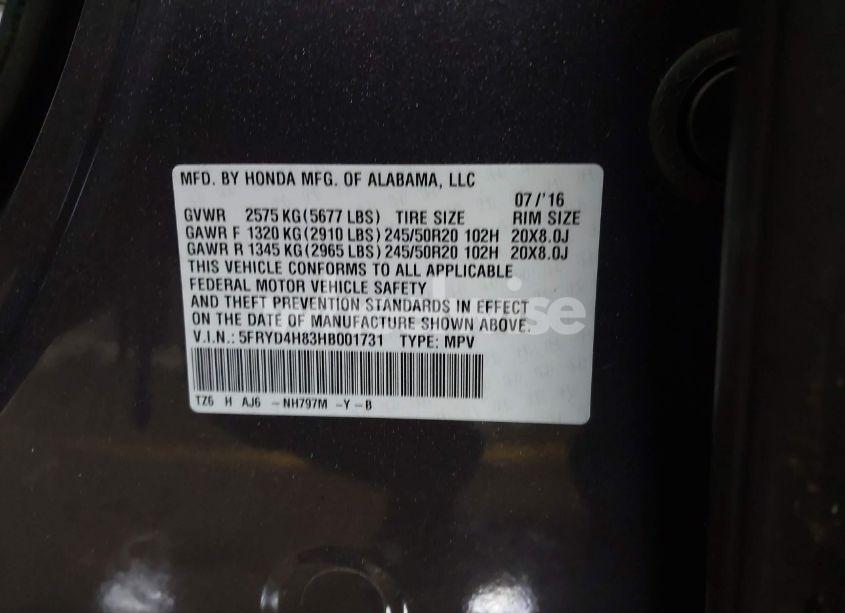 MFD. BY HONDA MFG. OF ALABAMA, LLC
07/'16
GVWR 2575 KG(5677 LBS) TIRE SIZE RIM SIZE
GAWR F 1320 KG(2910 LBS) 245/50R20 102H 20X8.0J
GAWR R 1345 KG(2965 LBS) 245/50R20 102H 20X8.0J
THIS VEHICLE CONFORMS TO ALL APPLICABLE
FEDERAL MOTOR VEHICLE SAFETY
AND THEFT PREVENTION STANDARDS IN EFFECT
ON THE DATE OF MANUFACTURE SHOWN ABOVE.
V.I.N.: 5FRYD4H83HB001731 TYPE: MPV
TZ6 H AJ6 -NH797M -Y-B